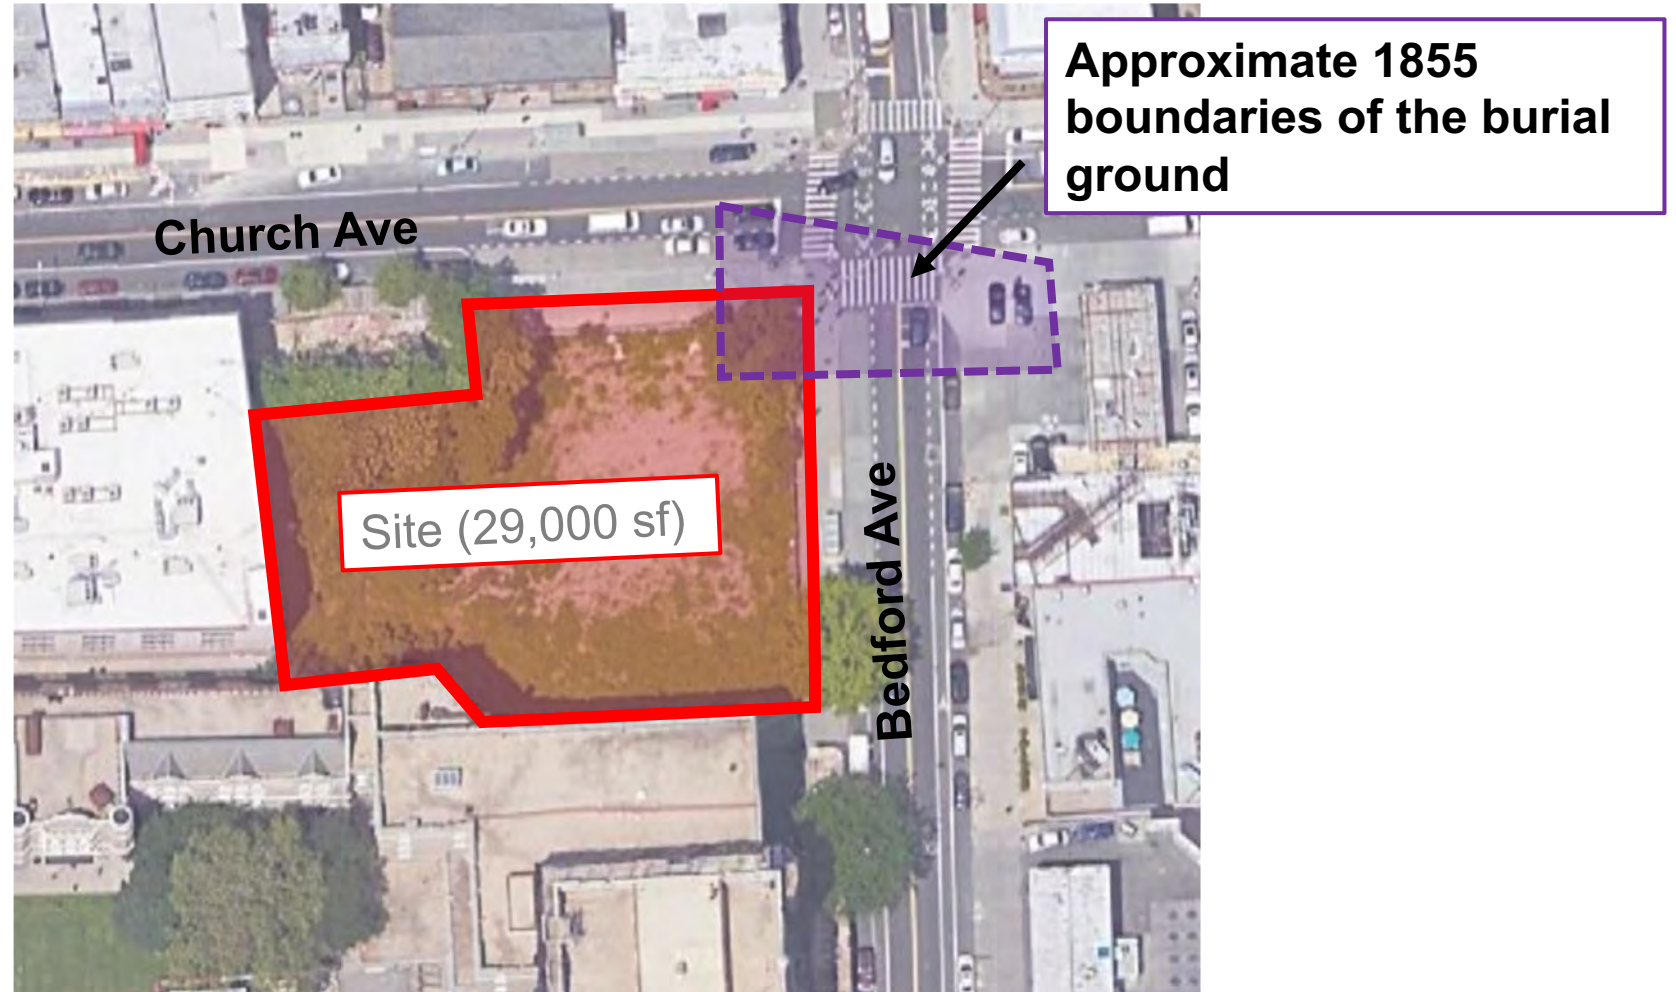 Approximate 1855
boundaries of the burial
ground
Church Ave
Site (29,000 sf)
Bedford Ave